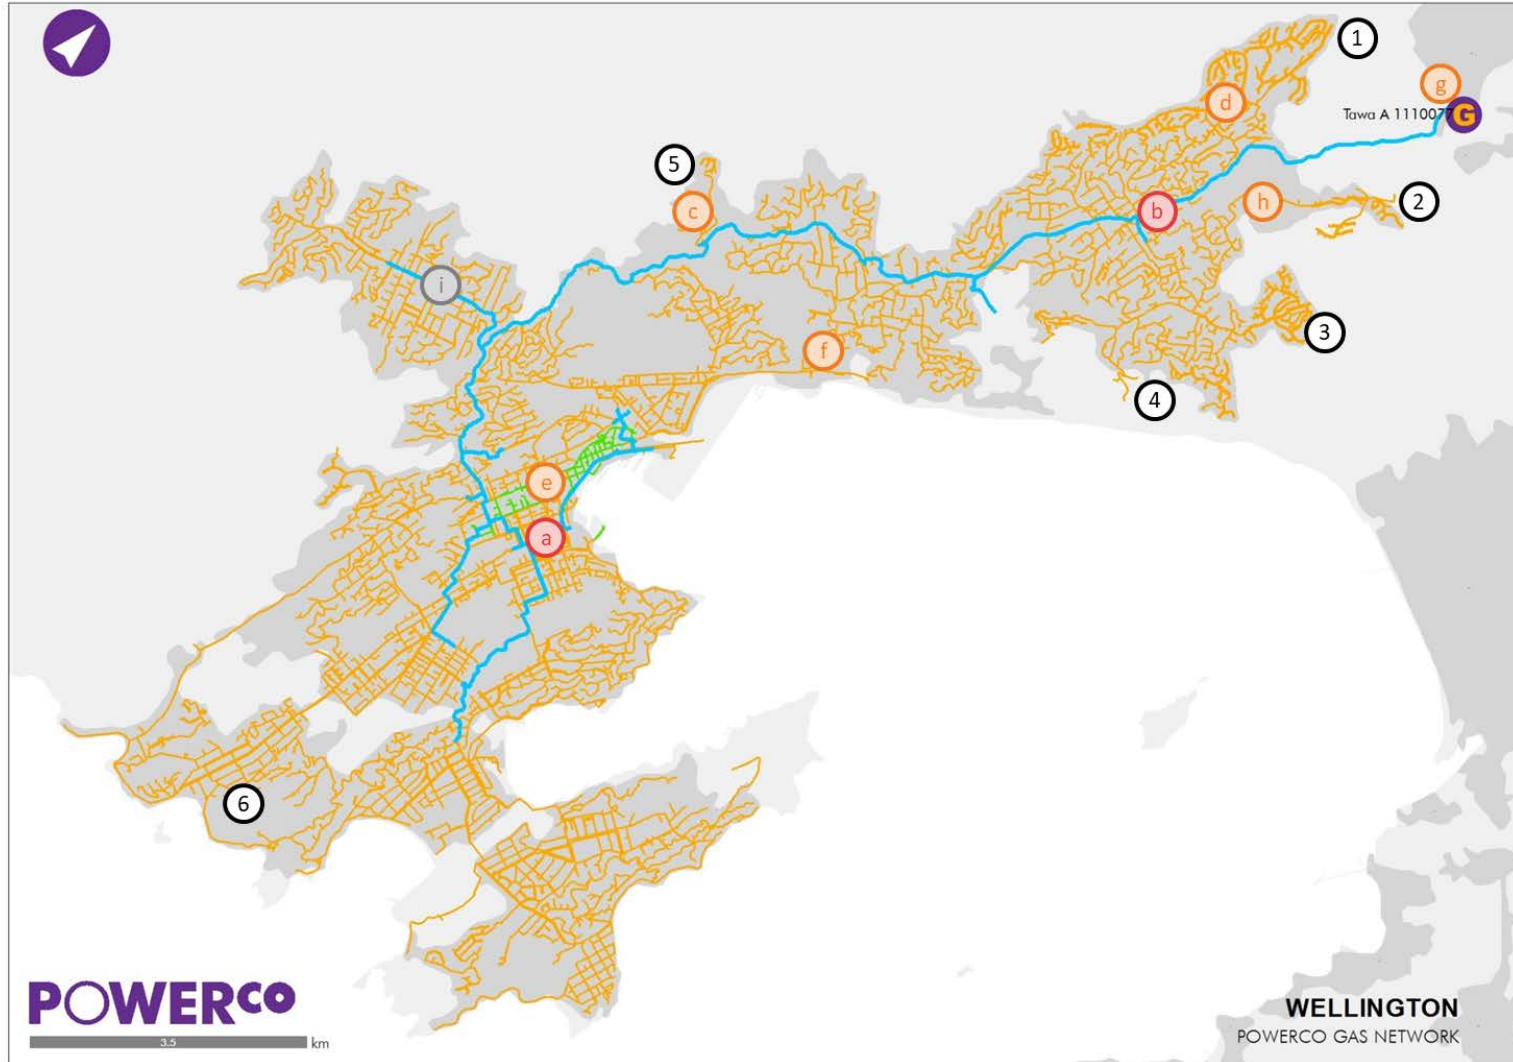 1
g
d
Tawa A 1110077 G
5
c
b
h
2
i
3
f
4
e
a
6
POWERCO
3.5 km
WELLINGTON
POWERCO GAS NETWORK